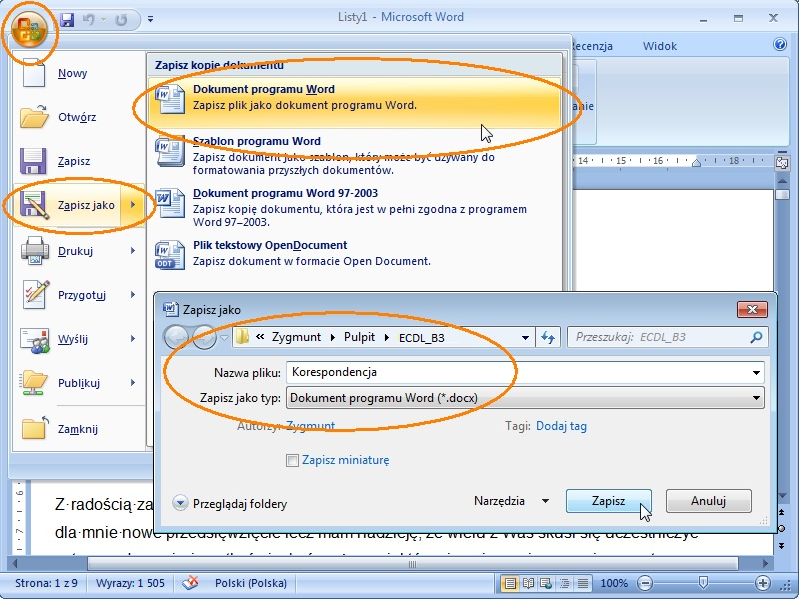 Listy1 - Microsoft Word
ecenzja Widok
Nowy
Otwórz
Zapisz
Zapisz jako
Drukuj
Przygotuj
Wyślij
Publikuj
Zamknij
Zapisz kopię dokumentu
Dokument programu Word
Zapisz plik jako dokument programu Word.
Szablon programu Word
Zapisz dokument jako szablon, który może być używany do
formatowania przyszłych dokumentów.
Dokument programu Word 97-2003
Zapisz kopię dokumentu, która jest w pełni zgodna z programem
Word 97–2003.
Plik tekstowy OpenDocument
Zapisz dokument w formacie Open Document.
ODT
anie
14 15 16 18
Zapisz jako
« Zygmunt Pulpit ECDL_B3
Przeszukaj: ECDL_B3
Nazwa pliku: Korespondencja
Zapisz jako typ: Dokument programu Word (*.docx)
Autorzy: Zygmunt Tagi: Dodaj tag
Zapisz miniaturę
Przeglądaj foldery Narzędzia Zapisz Anuluj
Z·radością·za
dla·mnie·nowe·przedsięwzięcie·lecz·mam·nadzieję,·że·wielu·z·Was·skusi·się·uczestniczyć
Strona: 1 z 9 Wyrazy: 1 505 Polski (Polska) 100%